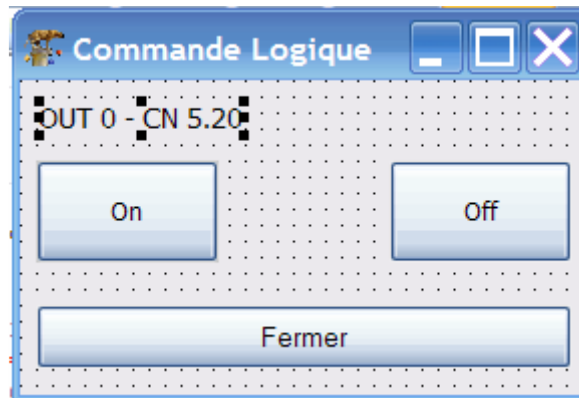 Commande Logique
OUT 0 - CN 5.20
On
Off
Fermer